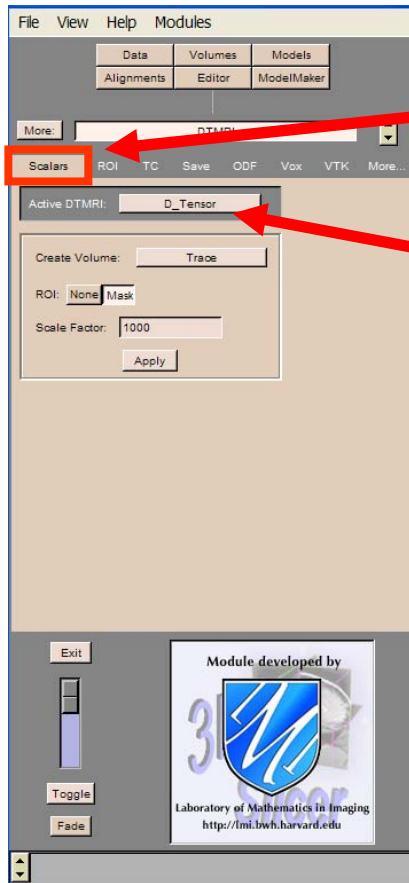 File View Help Modules
Data Volumes Models
Alignments Editor ModelMaker
More: DTMRI
Scalars ROI TC Save ODF Vox VTK More...
Active DTMRI: D_Tensor
Create Volume: Trace
ROI: None Mask
Scale Factor: 1000
Apply
Exit
Module developed by
3D
Slicer
Toggle
Laboratory of Mathematics in Imaging
Fade
http://lmi.bwh.harvard.edu